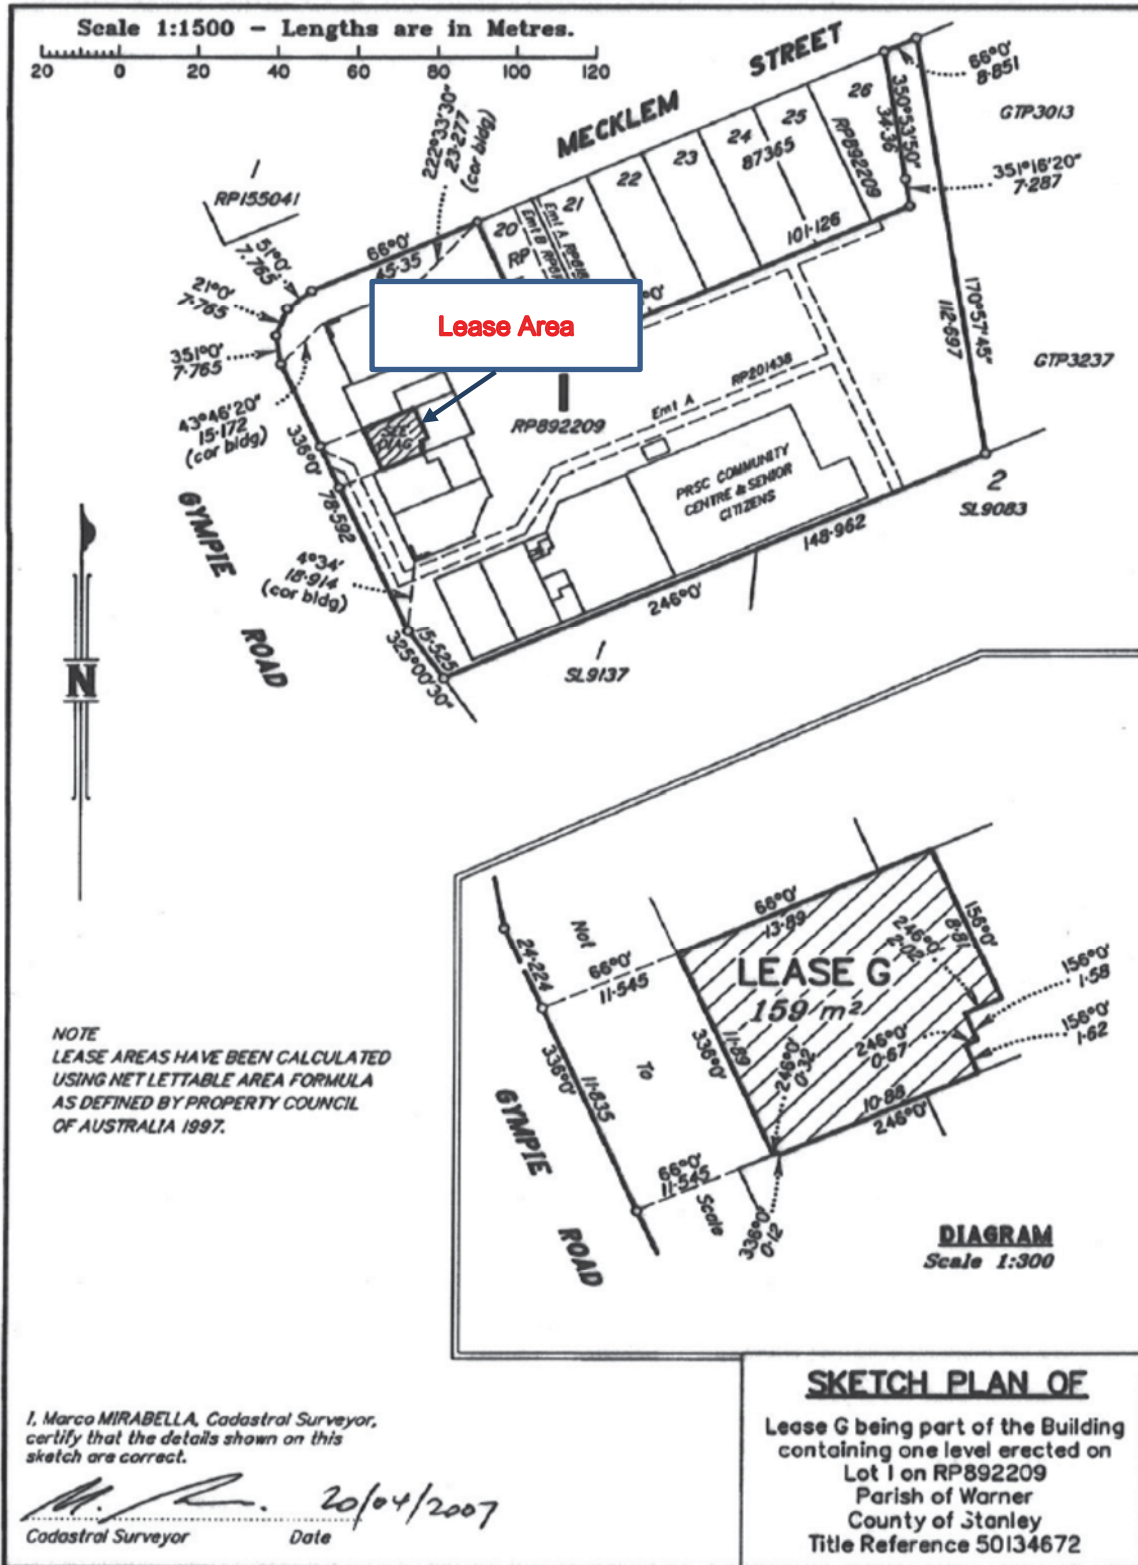 Scale 1:1500 – Lengths are in Metres.
20 0 20 40 60 80 100 120
MECKLEM STREET
66°0'
8·851
GTP3013
350°53'50"
34·36
351°16'20"
7·287
222°33'30"
23·277
(cor bldg)
1
RP155041
26
25
24
87365
23
22
21
20
RP892209
Emt A RP618
Emt B RP61
RP
66°0'
45·35
51°0'
7·765
21°0'
7·765
351°0'
7·765
101·126
170°57'45"
112·697
GTP3237
Lease Area
43°46'20"
15·172
(cor bldg)
336°0'
78·592
SEE
DIAG
1
RP892209
Emt A
RP201438
PRSC COMMUNITY
CENTRE & SENIOR
CITIZENS
2
SL9083
148·962
246°0'
GYMPIE
ROAD
4°34'
18·914
(cor bldg)
15·525
325°00'30"
1
SL9137
N
NOTE
LEASE AREAS HAVE BEEN CALCULATED
USING NET LETTABLE AREA FORMULA
AS DEFINED BY PROPERTY COUNCIL
OF AUSTRALIA 1997.
24·224
Not
66°0'
11·545
66°0'
13·89
246°0'
2·02
156°0'
8·81
LEASE G
159 m²
156°0'
1·58
156°0'
1·62
246°0'
0·67
336°0'
11·89
246°0'
0·32
To
336°0'
11·835
10·88
246°0'
GYMPIE
ROAD
66°0'
11·545
Scale
336°0'
0·12
DIAGRAM
Scale 1:300
I, Marco MIRABELLA, Cadastral Surveyor,
certify that the details shown on this
sketch are correct.
20/04/2007
Cadastral Surveyor Date
SKETCH PLAN OF
Lease G being part of the Building
containing one level erected on
Lot 1 on RP892209
Parish of Warner
County of Stanley
Title Reference 50134672